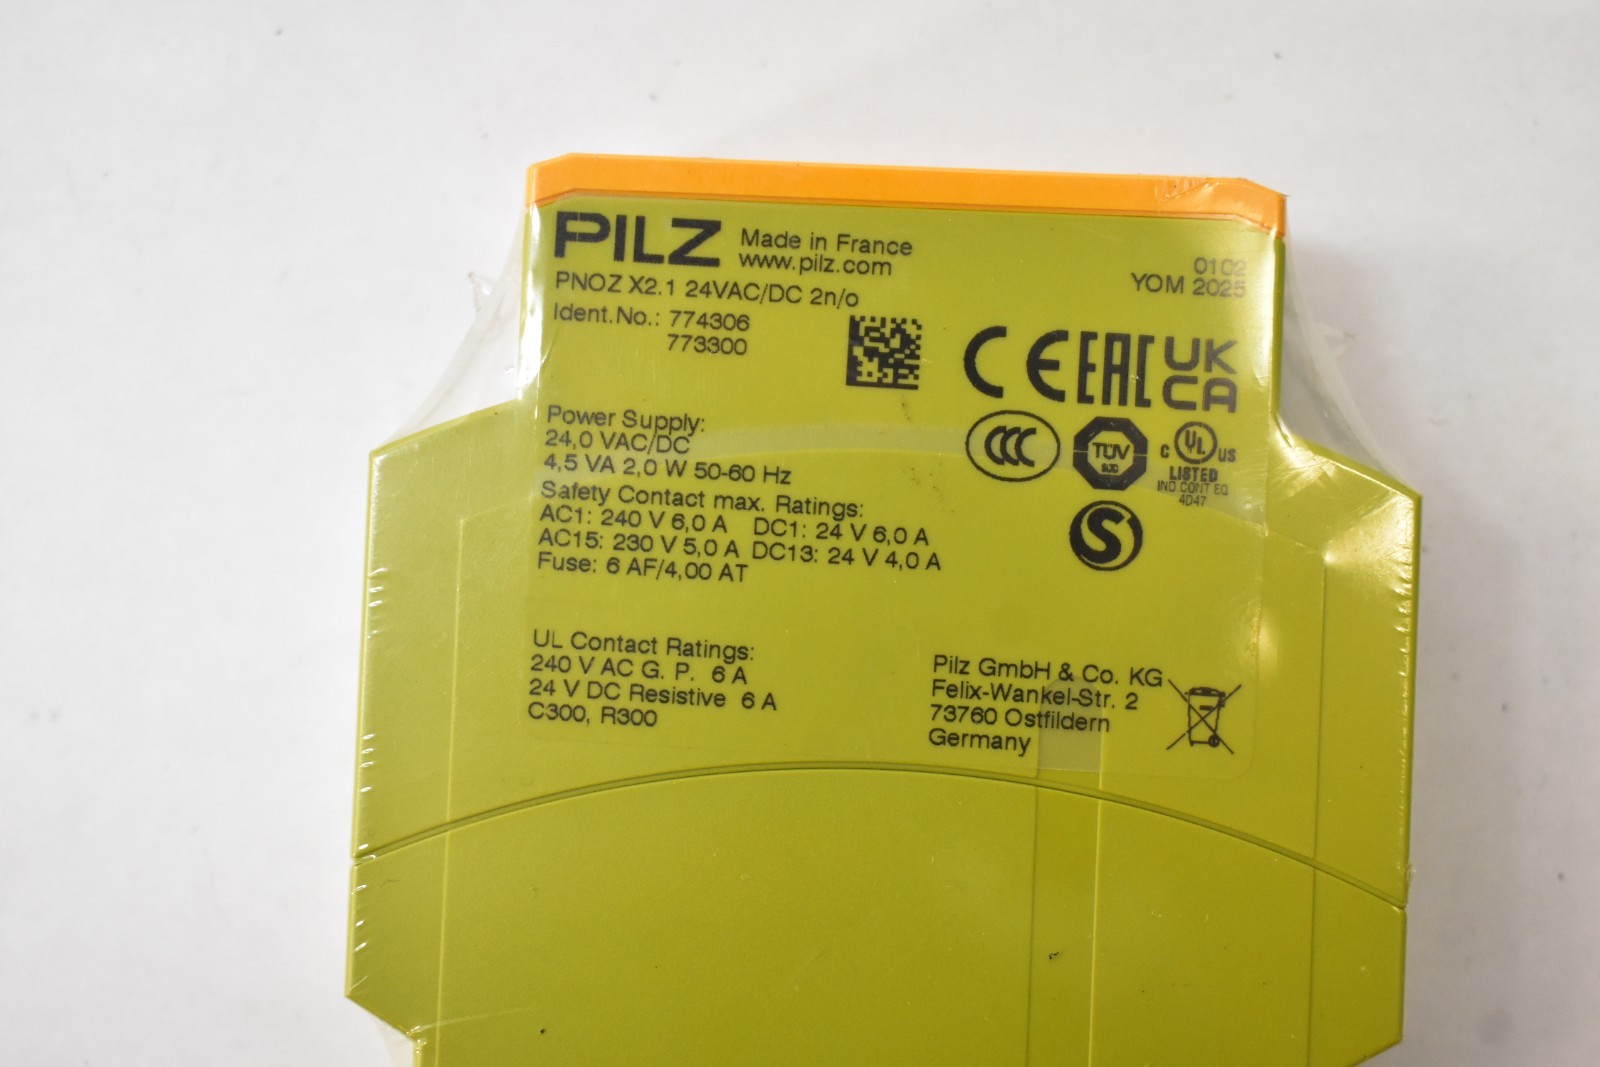 PILZ
Made in France
www.pilz.com
PNOZ X2.1 24VAC/DC 2n/o
Ident.No.: 774306
773300
0102
YOM 2025
CE EAC UK
CA
CCC
TÜV
SÜD
C UL US
LISTED
IND.CONT.EQ
4D47
S
Power Supply:
24,0 VAC/DC
4,5 VA 2,0 W 50-60 Hz
Safety Contact max. Ratings:
AC1: 240 V 6,0 A DC1: 24 V 6,0 A
AC15: 230 V 5,0 A DC13: 24 V 4,0 A
Fuse: 6 AF/4,00 AT
UL Contact Ratings:
240 V AC G. P. 6 A
24 V DC Resistive 6 A
C300, R300
Pilz GmbH & Co. KG
Felix-Wankel-Str. 2
73760 Ostfildern
Germany